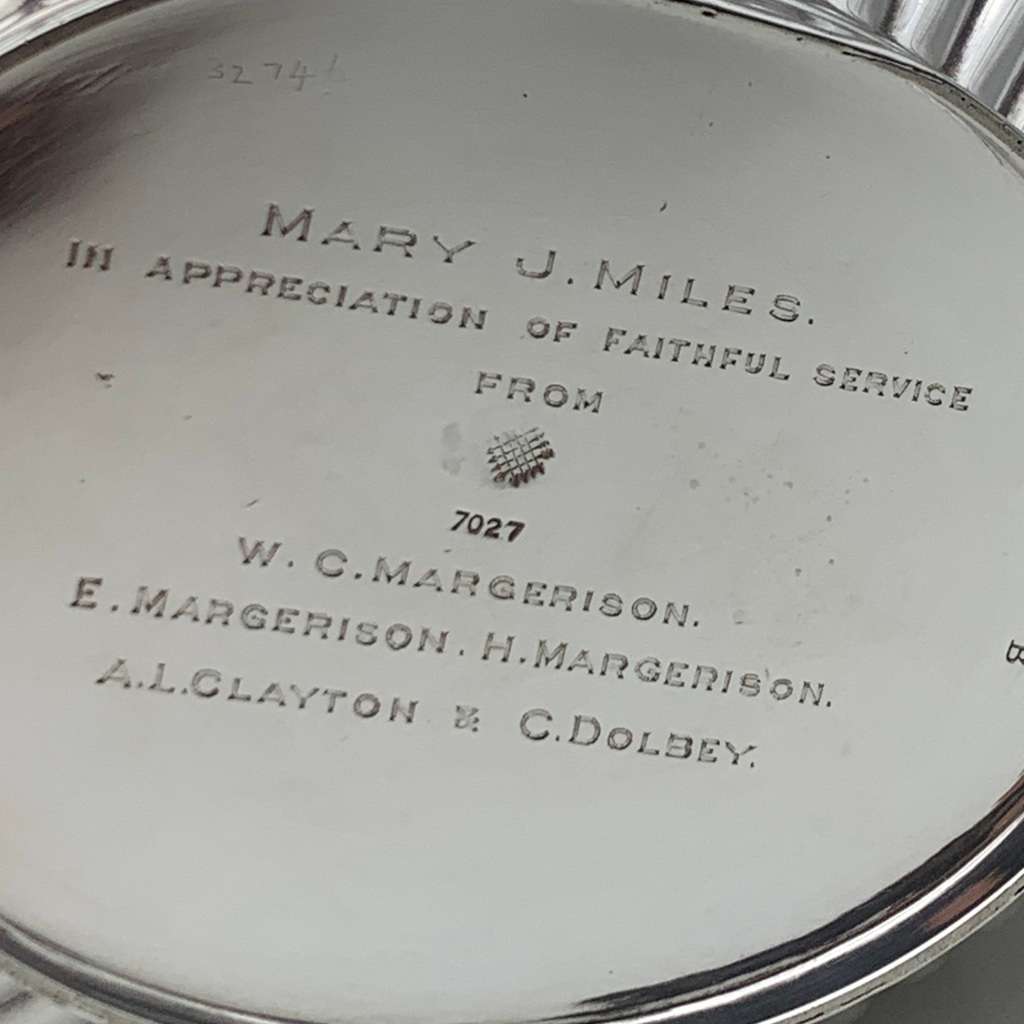 3274
MARY J. MILES.
IN APPRECIATION OF FAITHFUL SERVICE
FROM
7027
W. C. MARGERISON.
E. MARGERISON. H. MARGERISON.
A.L. CLAYTON & C. DOLBEY.